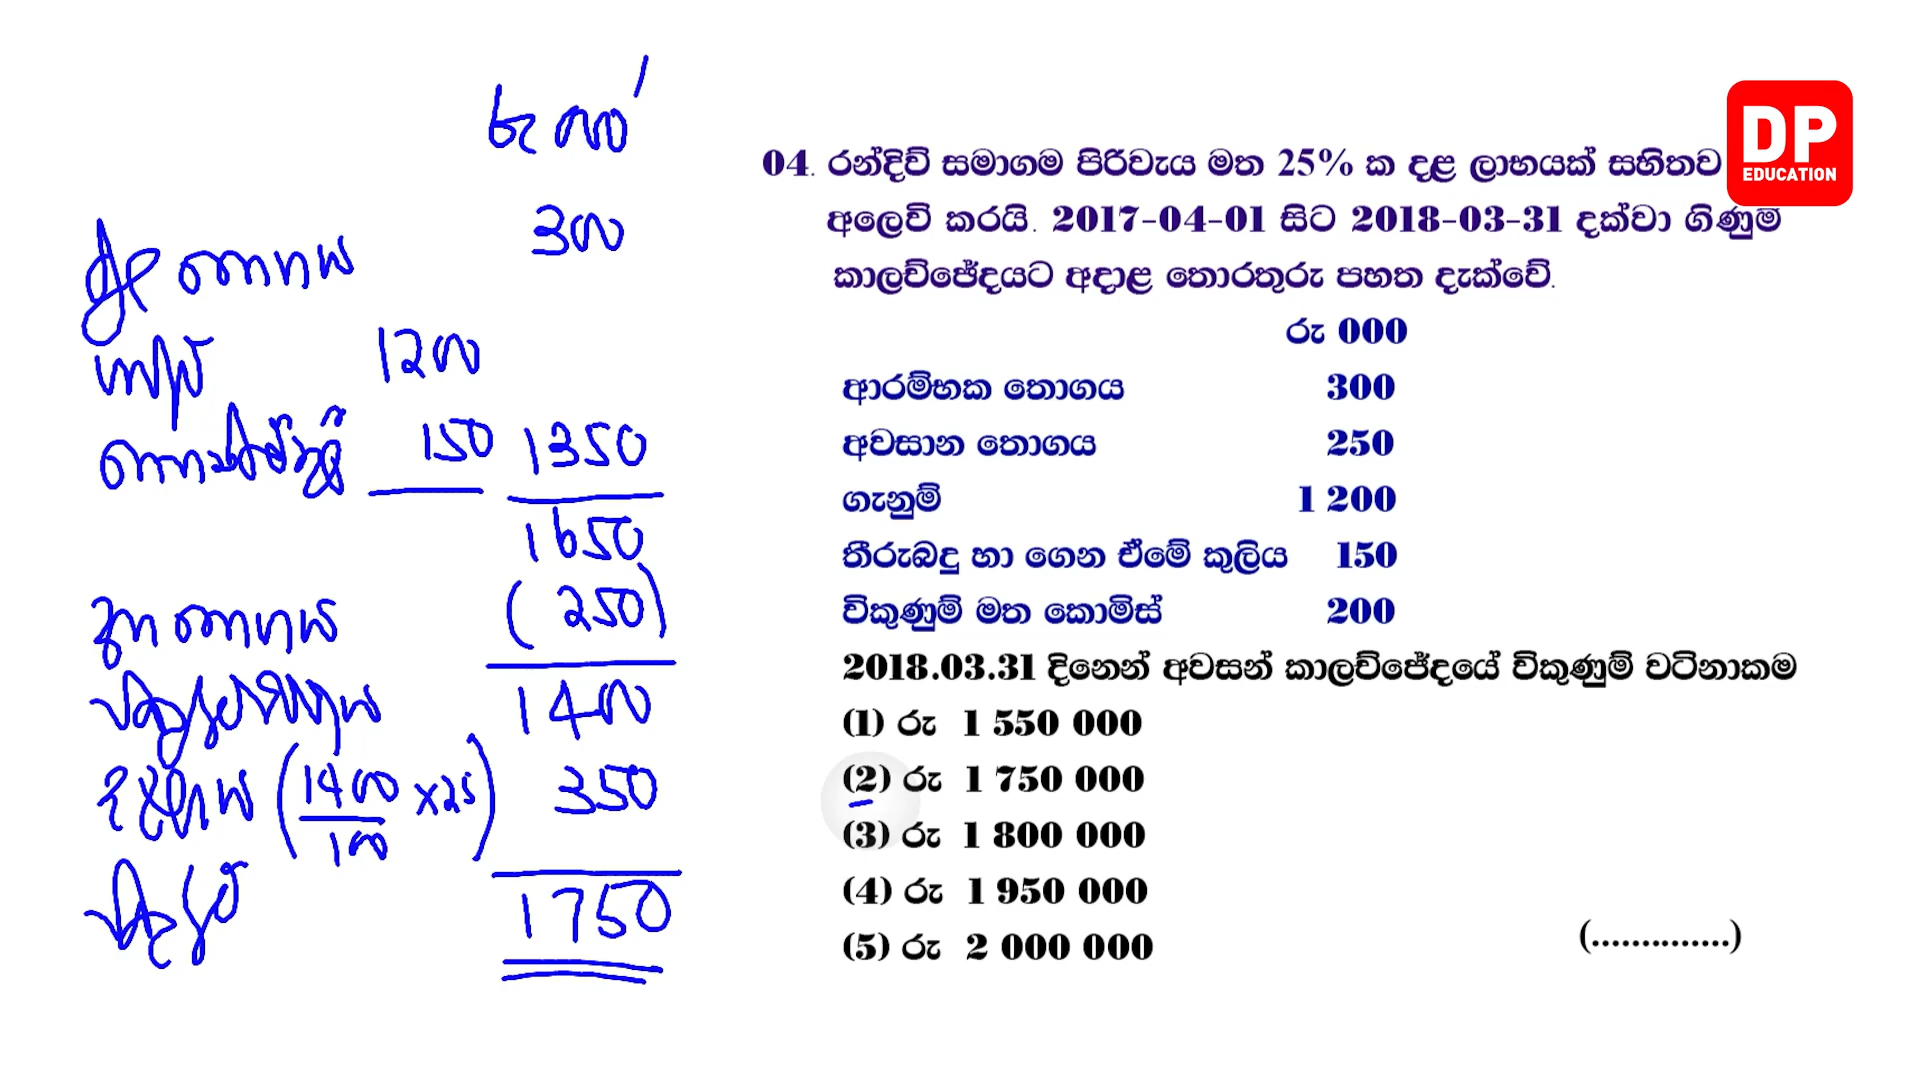 රු 000'
300
තොගය
1200
150 1350
1650
තොගය (250)
1400
(1400/100 ×25) 350
1750
DP
EDUCATION
04. රන්දිවි සමාගම පිරිවැය මත 25% ක දළ ලාභයක් සහිතව
අලෙවි කරයි. 2017-04-01 සිට 2018-03-31 දක්වා ගිණුම්
කාලච්ඡේදයට අදාළ තොරතුරු පහත දැක්වේ.
රු 000
ආරම්භක තොගය 300
අවසාන තොගය 250
ගැනුම් 1 200
තීරුබදු හා ගෙන ඒමේ කුලිය 150
විකුණුම් මත කොමිස් 200
2018.03.31 දිනෙන් අවසන් කාලච්ඡේදයේ විකුණුම් වටිනාකම
(1) රු 1 550 000
(2) රු 1 750 000
(3) රු 1 800 000
(4) රු 1 950 000
(5) රු 2 000 000
(..............)